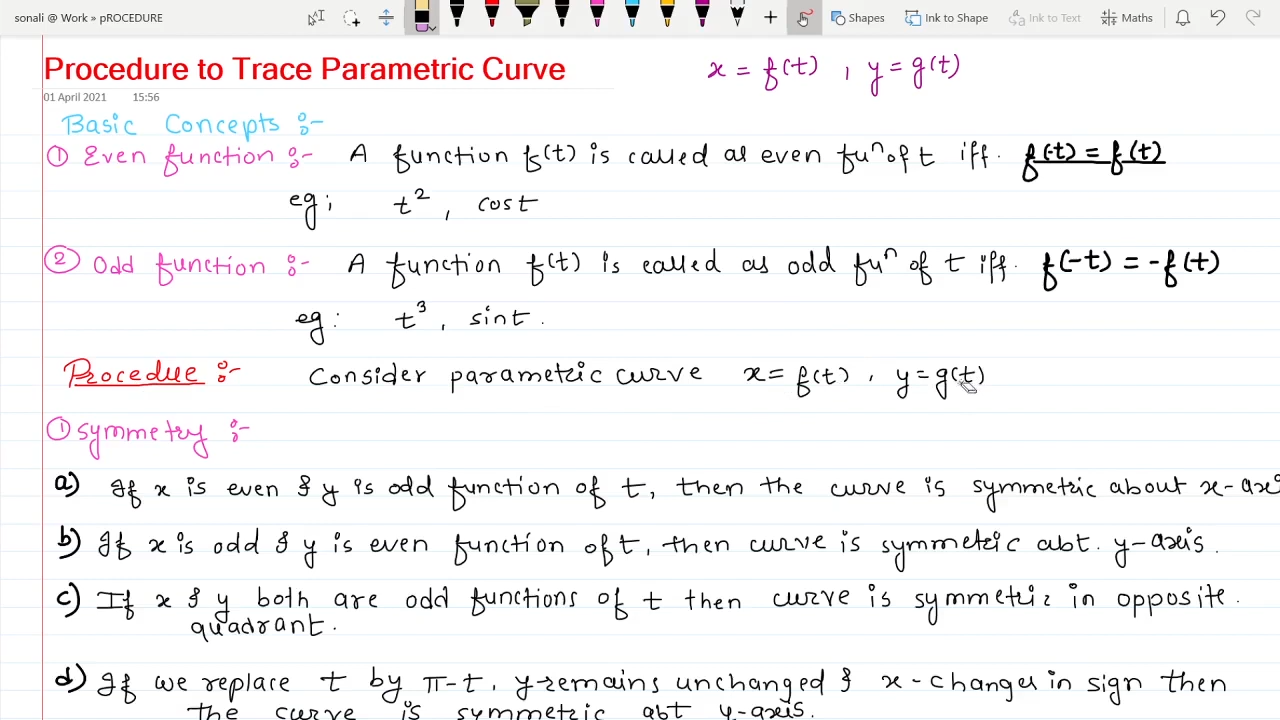 sonali @ Work » pROCEDURE
Shapes Ink to Shape Ink to Text Maths
Procedure to Trace Parametric Curve x = f(t) , y = g(t)
01 April 2021 15:56
Basic Concepts :-
① Even function :- A function f(t) is called as even fuⁿ of t iff. f(-t) = f(t)
eg: t² , cost
② Odd function :- A function f(t) is called as odd fuⁿ of t iff. f(-t) = -f(t)
eg: t³ , sint .
Procedue :- Consider parametric curve x = f(t) , y = g(t)
① Symmetry :-
a) If x is even & y is odd function of t, then the curve is symmetric about x-axi
b) If x is odd & y is even function of t, then curve is symmetric abt. y-axis .
c) If x & y both are odd functions of t then curve is symmetric in opposite .
quadrant .
d) If we replace t by π-t, y-remains unchanged & x-changes in sign then
the curve is symmetric abt y-axis.